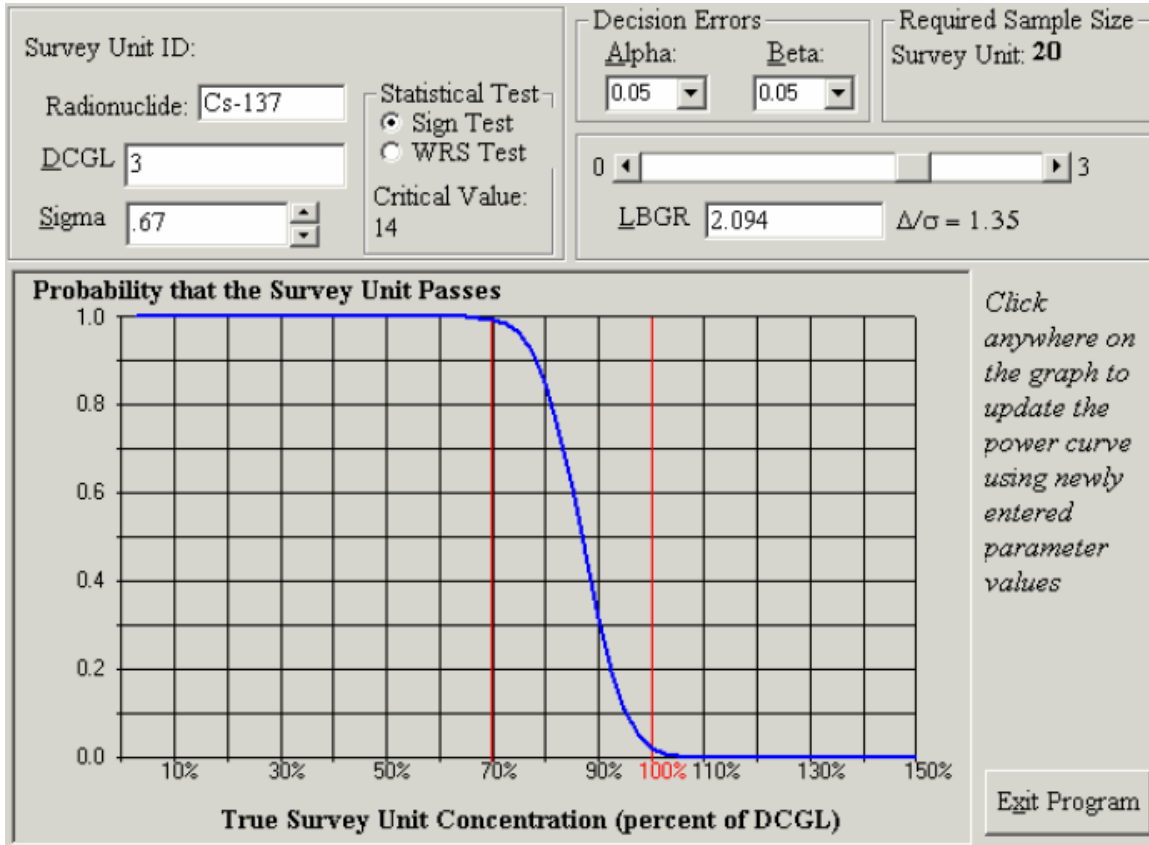 Survey Unit ID:
Radionuclide: Cs-137
DCGL 3
Sigma .67
Statistical Test
Sign Test
WRS Test
Critical Value:
14
Decision Errors
Alpha: Beta:
0.05 0.05
Required Sample Size
Survey Unit: 20
0 3
LBGR 2.094 Δ/σ = 1.35
Probability that the Survey Unit Passes
1.0
0.8
0.6
0.4
0.2
0.0
10% 30% 50% 70% 90% 100% 110% 130% 150%
True Survey Unit Concentration (percent of DCGL)
Click
anywhere on
the graph to
update the
power curve
using newly
entered
parameter
values
Exit Program